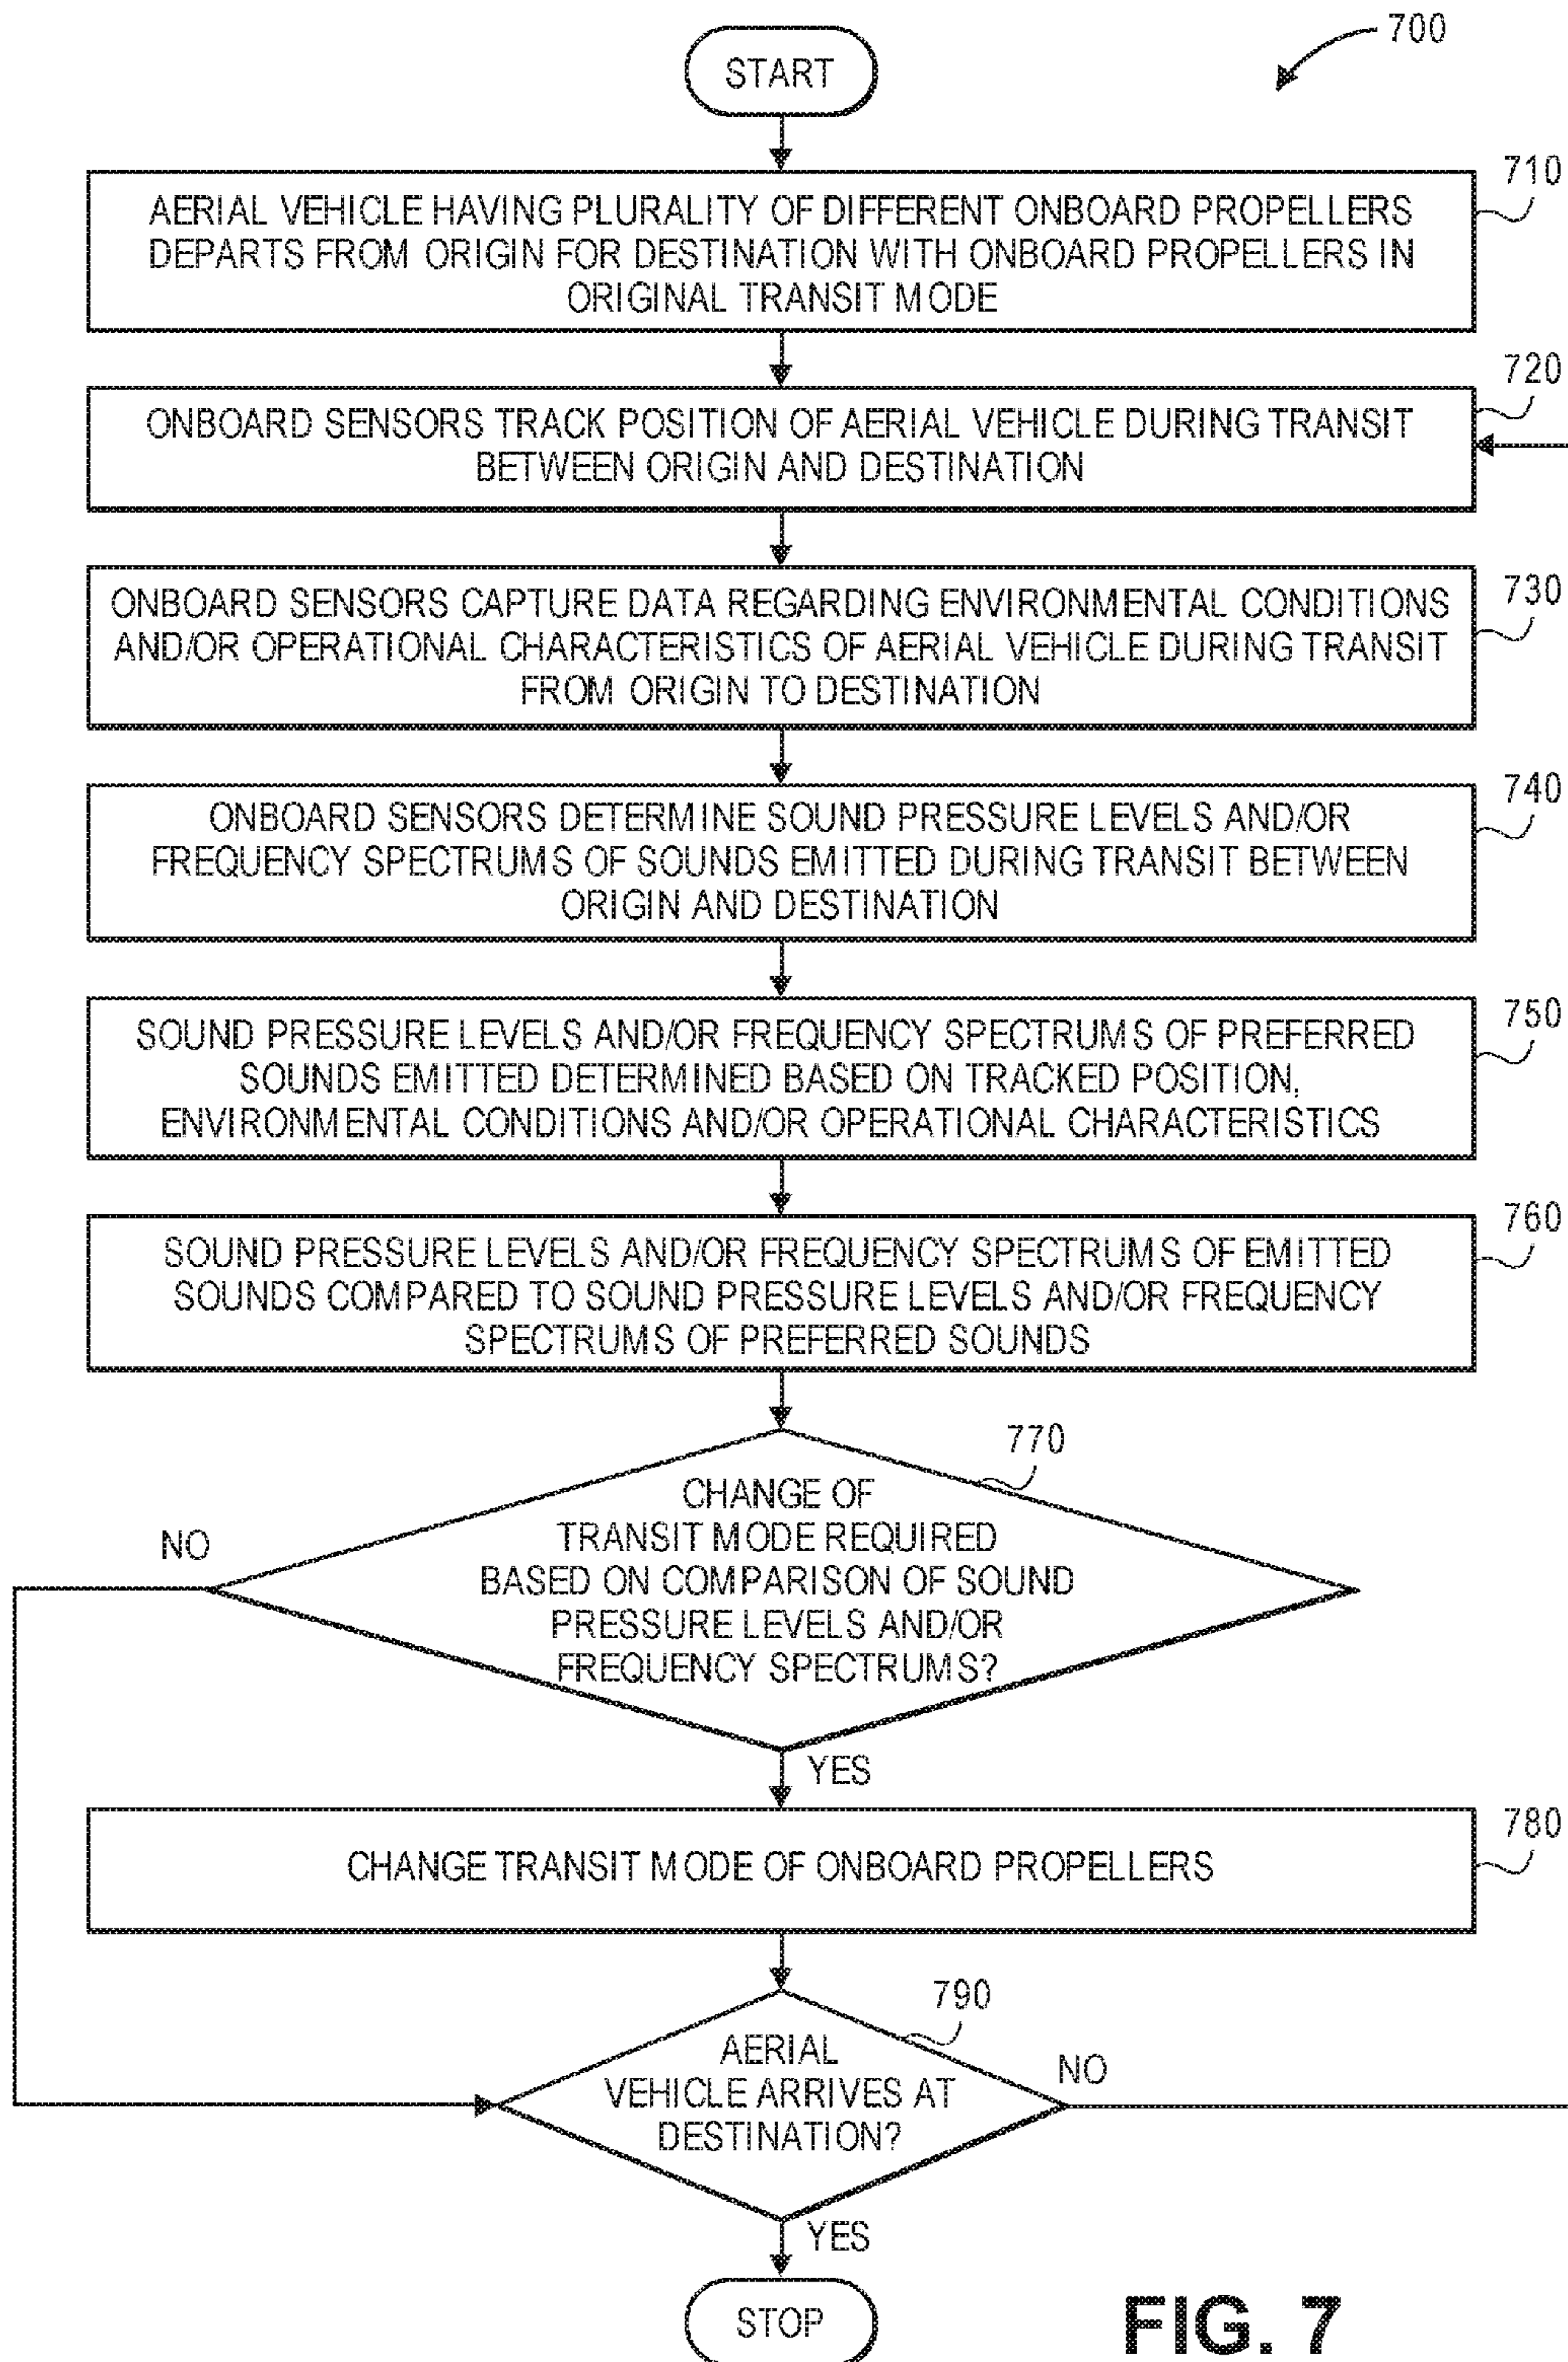 700
START
710
AERIAL VEHICLE HAVING PLURALITY OF DIFFERENT ONBOARD PROPELLERS
DEPARTS FROM ORIGIN FOR DESTINATION WITH ONBOARD PROPELLERS IN
ORIGINAL TRANSIT MODE
720
ONBOARD SENSORS TRACK POSITION OF AERIAL VEHICLE DURING TRANSIT
BETWEEN ORIGIN AND DESTINATION
730
ONBOARD SENSORS CAPTURE DATA REGARDING ENVIRONMENTAL CONDITIONS
AND/OR OPERATIONAL CHARACTERISTICS OF AERIAL VEHICLE DURING TRANSIT
FROM ORIGIN TO DESTINATION
740
ONBOARD SENSORS DETERMINE SOUND PRESSURE LEVELS AND/OR
FREQUENCY SPECTRUMS OF SOUNDS EMITTED DURING TRANSIT BETWEEN
ORIGIN AND DESTINATION
750
SOUND PRESSURE LEVELS AND/OR FREQUENCY SPECTRUMS OF PREFERRED
SOUNDS EMITTED DETERMINED BASED ON TRACKED POSITION,
ENVIRONMENTAL CONDITIONS AND/OR OPERATIONAL CHARACTERISTICS
760
SOUND PRESSURE LEVELS AND/OR FREQUENCY SPECTRUMS OF EMITTED
SOUNDS COMPARED TO SOUND PRESSURE LEVELS AND/OR FREQUENCY
SPECTRUMS OF PREFERRED SOUNDS
770
CHANGE OF
TRANSIT MODE REQUIRED
BASED ON COMPARISON OF SOUND
PRESSURE LEVELS AND/OR
FREQUENCY SPECTRUMS?
NO
YES
780
CHANGE TRANSIT MODE OF ONBOARD PROPELLERS
790
AERIAL
VEHICLE ARRIVES AT
DESTINATION?
NO
YES
STOP
FIG. 7